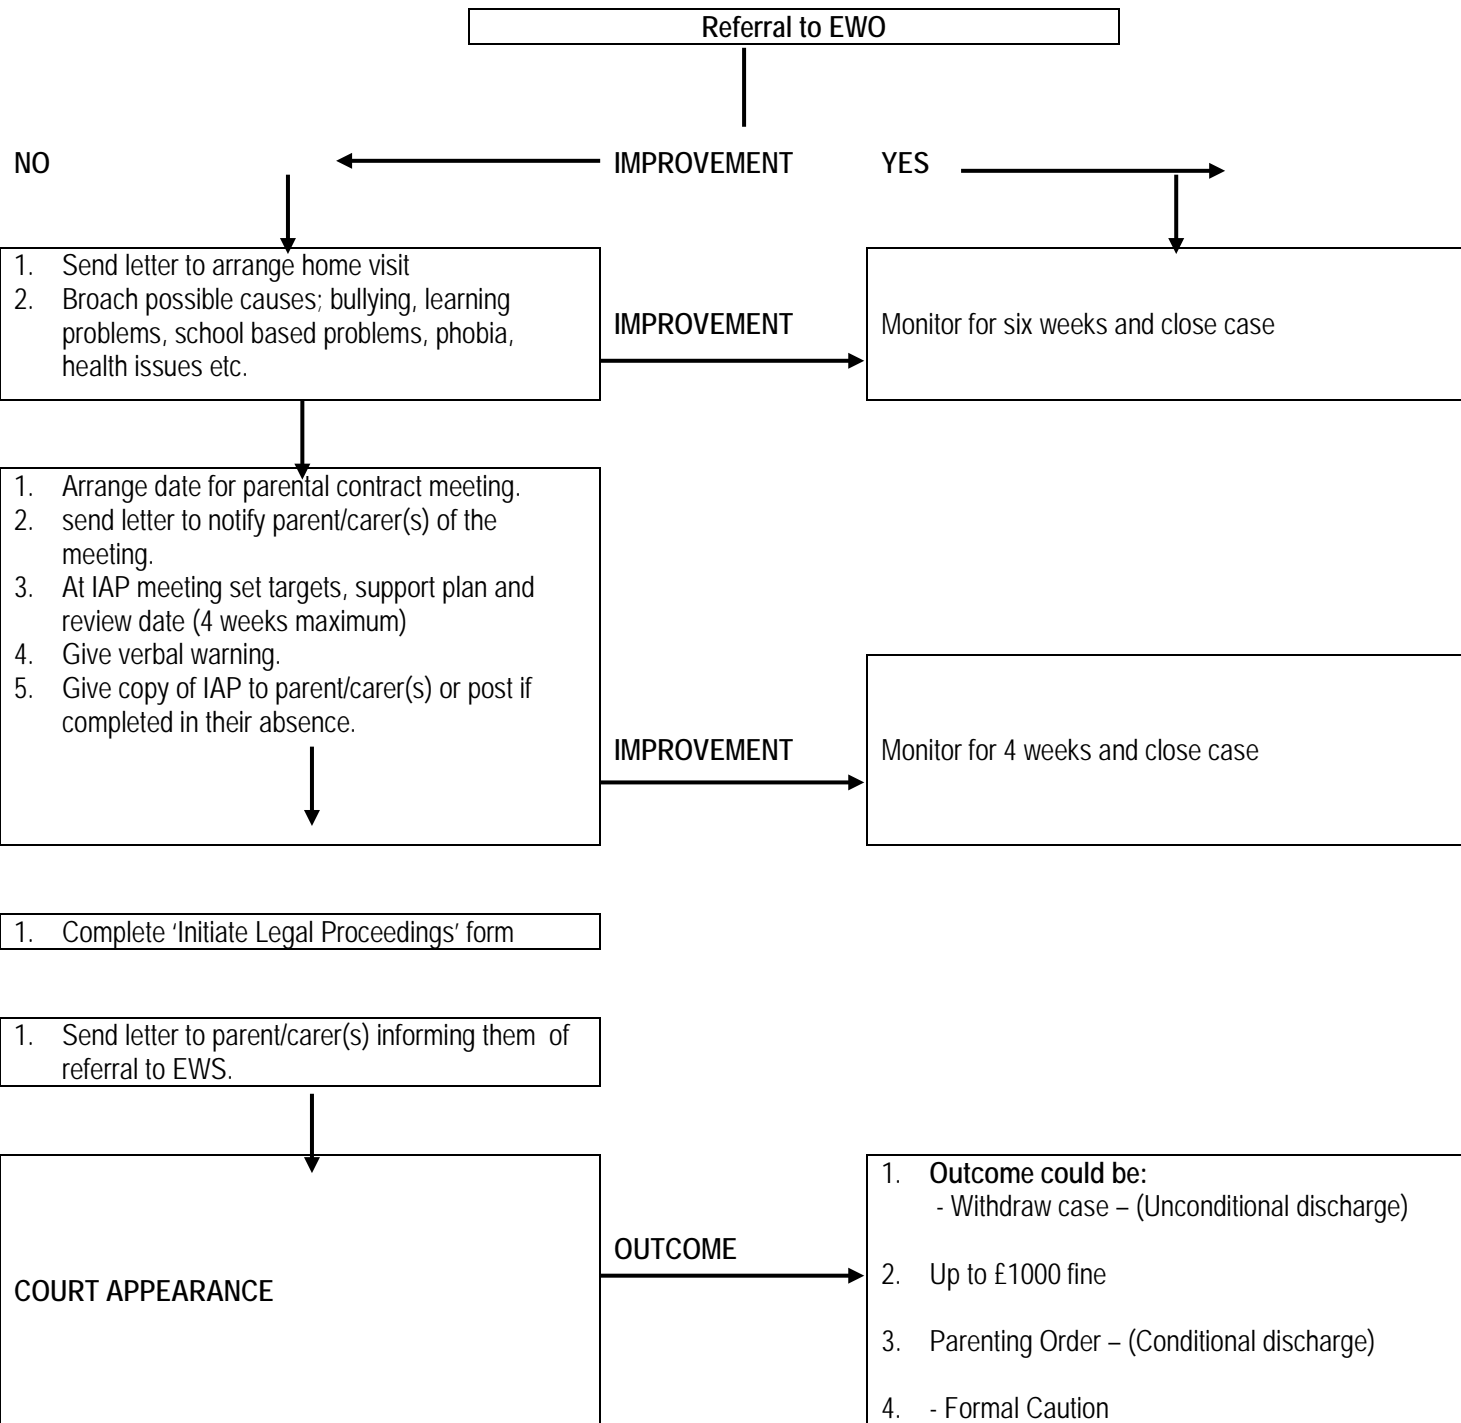 Referral to EWO
NO
IMPROVEMENT
YES
1. Send letter to arrange home visit
2. Broach possible causes; bullying, learning
problems, school based problems, phobia,
health issues etc.
IMPROVEMENT
Monitor for six weeks and close case
1. Arrange date for parental contract meeting.
2. send letter to notify parent/carer(s) of the
meeting.
3. At IAP meeting set targets, support plan and
review date (4 weeks maximum)
4. Give verbal warning.
5. Give copy of IAP to parent/carer(s) or post if
completed in their absence.
IMPROVEMENT
Monitor for 4 weeks and close case
1. Complete ‘Initiate Legal Proceedings’ form
1. Send letter to parent/carer(s) informing them of
referral to EWS.
COURT APPEARANCE
OUTCOME
1. Outcome could be:
- Withdraw case – (Unconditional discharge)
2. Up to £1000 fine
3. Parenting Order – (Conditional discharge)
4. - Formal Caution